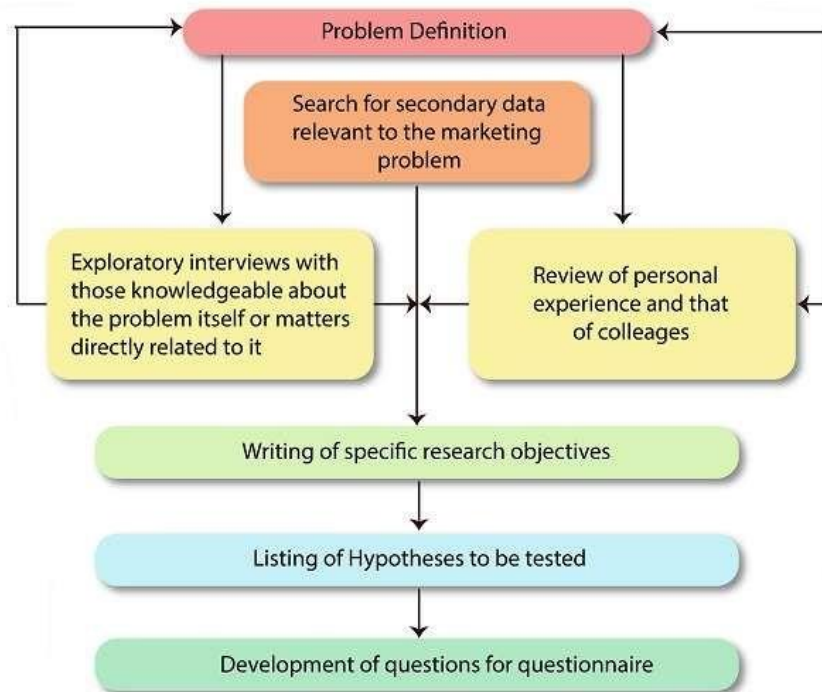 Problem Definition
Search for secondary data
relevant to the marketing
problem
Exploratory interviews with
those knowledgeable about
the problem itself or matters
directly related to it
Review of personal
experience and that
of colleages
Writing of specific research objectives
Listing of Hypotheses to be tested
Development of questions for questionnaire